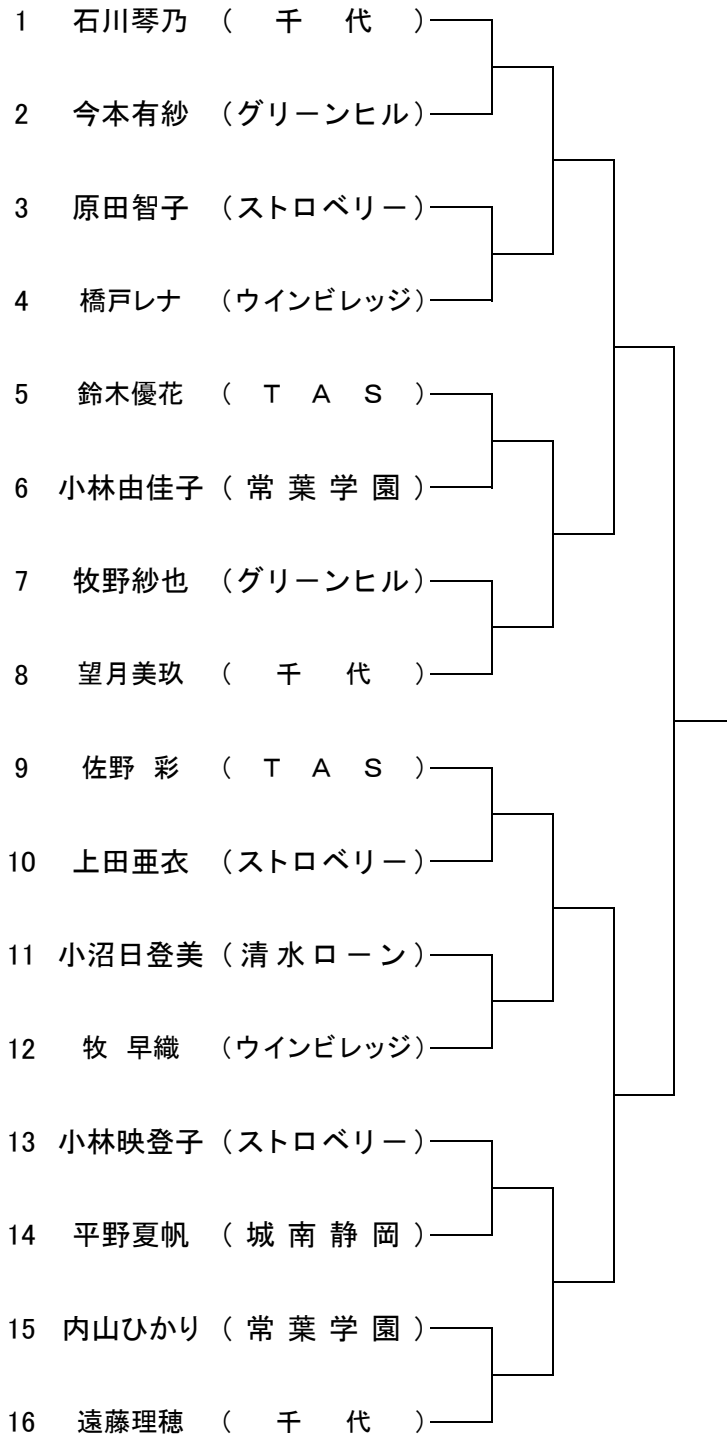 1 石川琴乃 (千代)
2 今本有紗 (グリーンヒル)
3 原田智子 (ストロベリー)
4 橋戸レナ (ウインビレッジ)
5 鈴木優花 (ＴＡＳ)
6 小林由佳子 (常葉学園)
7 牧野紗也 (グリーンヒル)
8 望月美玖 (千代)
9 佐野 彩 (ＴＡＳ)
10 上田亜衣 (ストロベリー)
11 小沼日登美 (清水ローン)
12 牧 早織 (ウインビレッジ)
13 小林映登子 (ストロベリー)
14 平野夏帆 (城南静岡)
15 内山ひかり (常葉学園)
16 遠藤理穂 (千代)